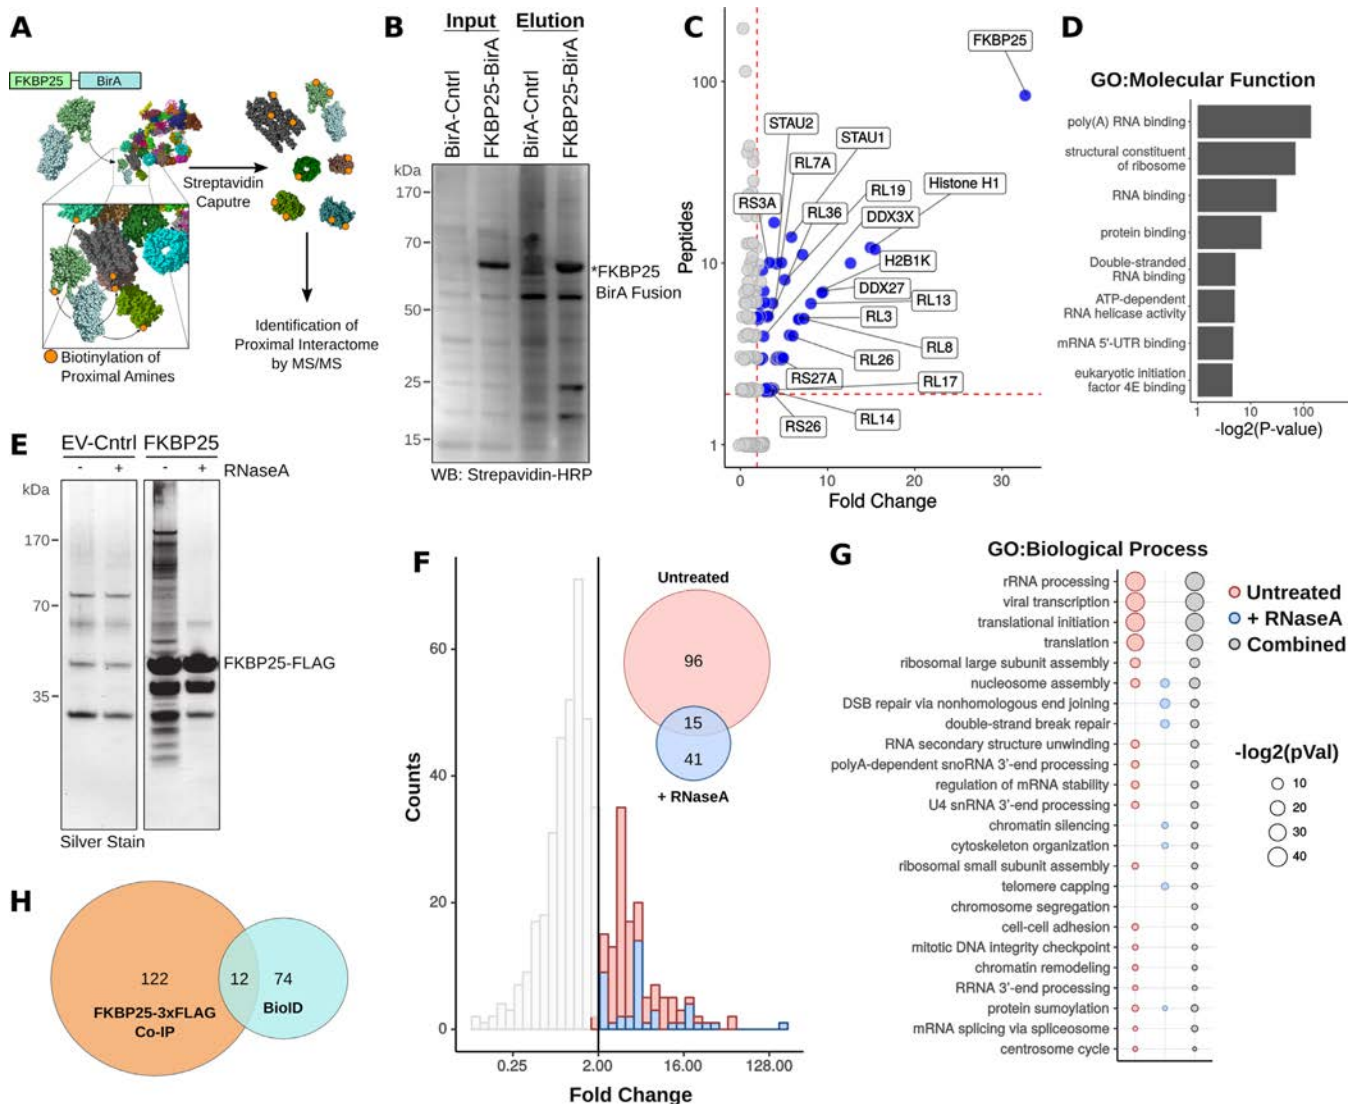 A
FKBP25
BirA
Streptavidin
Caputre
Identification of
Proximal Interactome
by MS/MS
Biotinylation of
Proximal Amines
B
Input
Elution
BirA-Cntrl
FKBP25-BirA
BirA-Cntrl
FKBP25-BirA
kDa
170
70
50
25
15
*FKBP25
BirA Fusion
WB: Strepavidin-HRP
C
Peptides
100
10
1
0
10
20
30
Fold Change
FKBP25
STAU2
STAU1
RL7A
RL19
Histone H1
RS3A
RL36
DDX3X
H2B1K
DDX27
RL13
RL3
RL8
RL26
RS27A
RL17
RL14
RS26
D
GO:Molecular Function
poly(A) RNA binding
structural constituent
of ribosome
RNA binding
protein binding
Double-stranded
RNA binding
ATP-dependent
RNA helicase activity
mRNA 5'-UTR binding
eukaryotic initiation
factor 4E binding
1
10
100
-log2(P-value)
E
EV-Cntrl
FKBP25
- + - + RNaseA
kDa
170
70
35
FKBP25-FLAG
Silver Stain
F
Counts
60
40
20
0
0.25
2.00
16.00
128.00
Fold Change
Untreated
96
15
41
+ RNaseA
G
GO:Biological Process
rRNA processing
viral transcription
translational initiation
translation
ribosomal large subunit assembly
nucleosome assembly
DSB repair via nonhomologous end joining
double-strand break repair
RNA secondary structure unwinding
polyA-dependent snoRNA 3'-end processing
regulation of mRNA stability
U4 snRNA 3'-end processing
chromatin silencing
cytoskeleton organization
ribosomal small subunit assembly
telomere capping
chromosome segregation
cell-cell adhesion
mitotic DNA integrity checkpoint
chromatin remodeling
RRNA 3'-end processing
protein sumoylation
mRNA splicing via spliceosome
centrosome cycle
Untreated
+ RNaseA
Combined
-log2(pVal)
10
20
30
40
H
122
12
74
FKBP25-3xFLAG
Co-IP
BioID